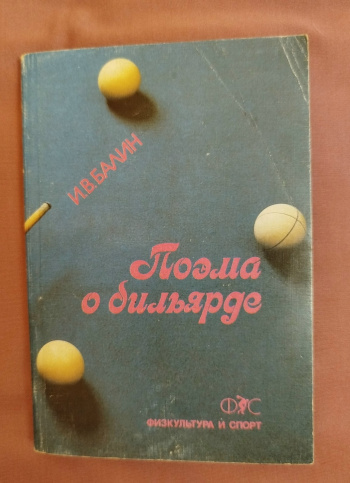 И.В.БАЛИН
Поэма
о бильярде
ФиС
ФИЗКУЛЬТУРА И СПОРТ